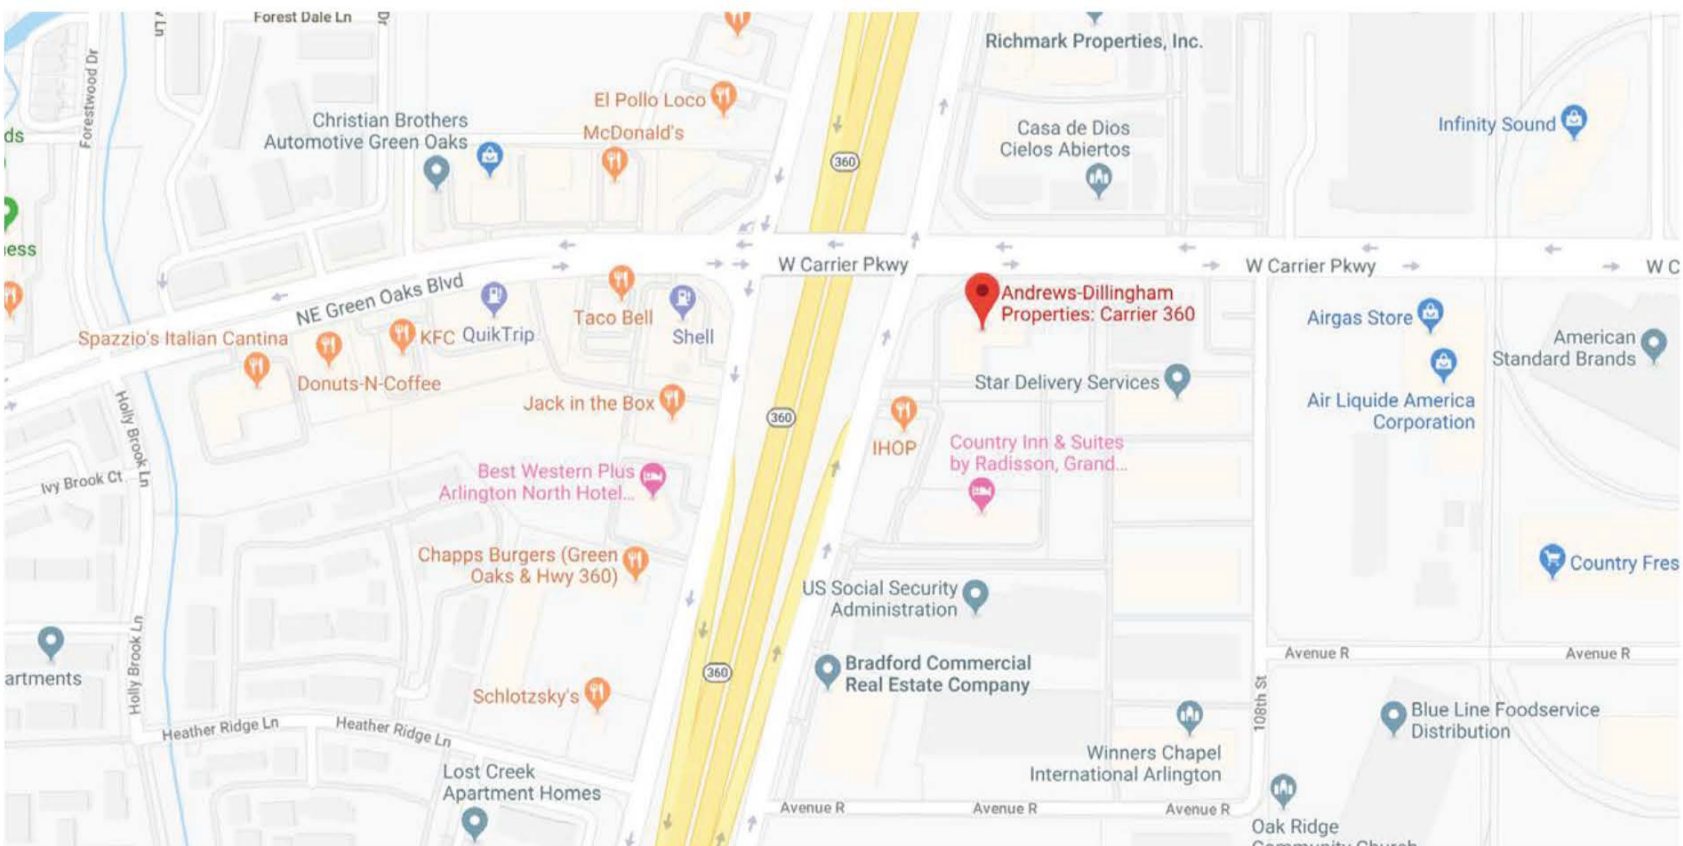 Forest Dale Ln
Dr
Forestwood Dr
Richmark Properties, Inc.
El Pollo Loco
McDonald's
Christian Brothers
Automotive Green Oaks
360
Casa de Dios
Cielos Abiertos
Infinity Sound
ds
ness
W Carrier Pkwy
W Carrier Pkwy
W C
NE Green Oaks Blvd
Andrews-Dillingham
Properties: Carrier 360
Taco Bell
QuikTrip
Shell
KFC
Spazzio's Italian Cantina
Donuts-N-Coffee
Airgas Store
American
Standard Brands
Star Delivery Services
Air Liquide America
Corporation
Jack in the Box
360
IHOP
Holly Brook Ln
Ivy Brook Ct
Best Western Plus
Arlington North Hotel...
Country Inn & Suites
by Radisson, Grand...
Chapps Burgers (Green
Oaks & Hwy 360)
US Social Security
Administration
Country Fres
Holly Brook Ln
artments
360
Bradford Commercial
Real Estate Company
Avenue R
Avenue R
Schlotzsky's
108th St
Blue Line Foodservice
Distribution
Heather Ridge Ln
Heather Ridge Ln
Winners Chapel
International Arlington
Lost Creek
Apartment Homes
Avenue R
Avenue R
Avenue R
Oak Ridge
Community Church